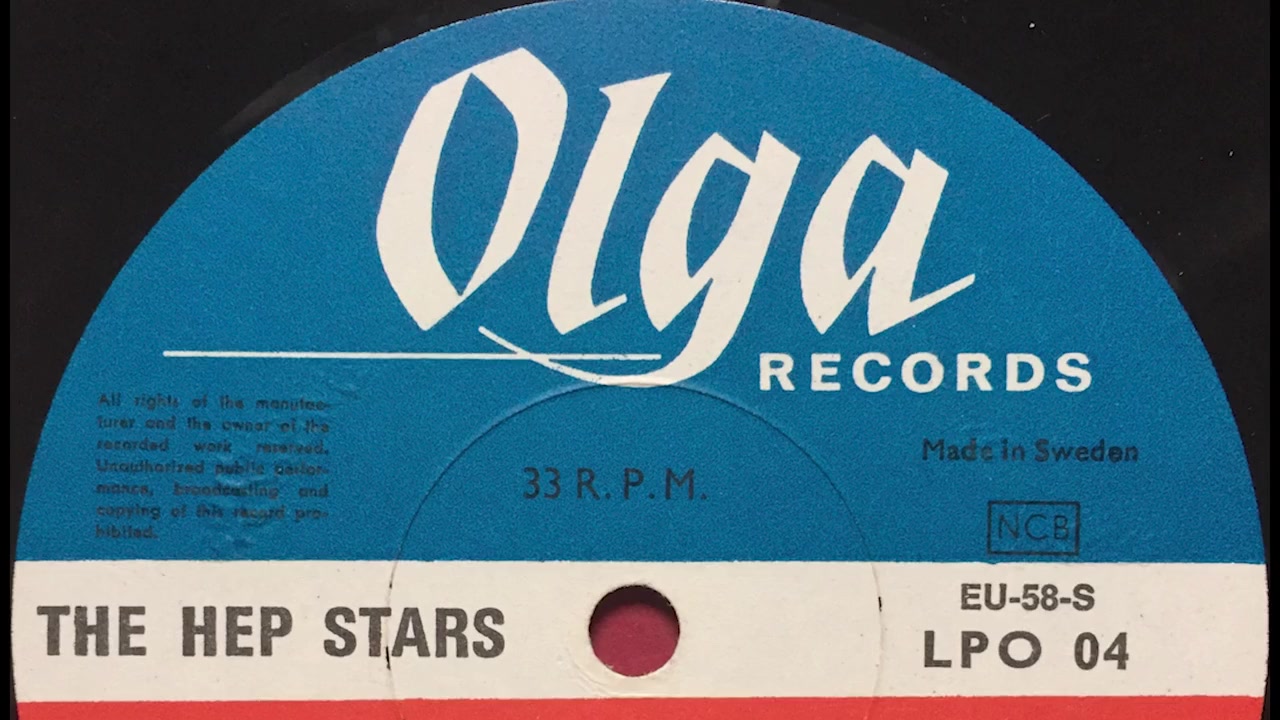 Olga
RECORDS
All rights of the manufac-
turer and the owner of the
recorded work reserved.
Unauthorized public perfor-
mance, broadcasting and
copying of this record pro-
hibited.
33 R.P.M.
Made in Sweden
NCB
THE HEP STARS
EU-58-S
LPO 04